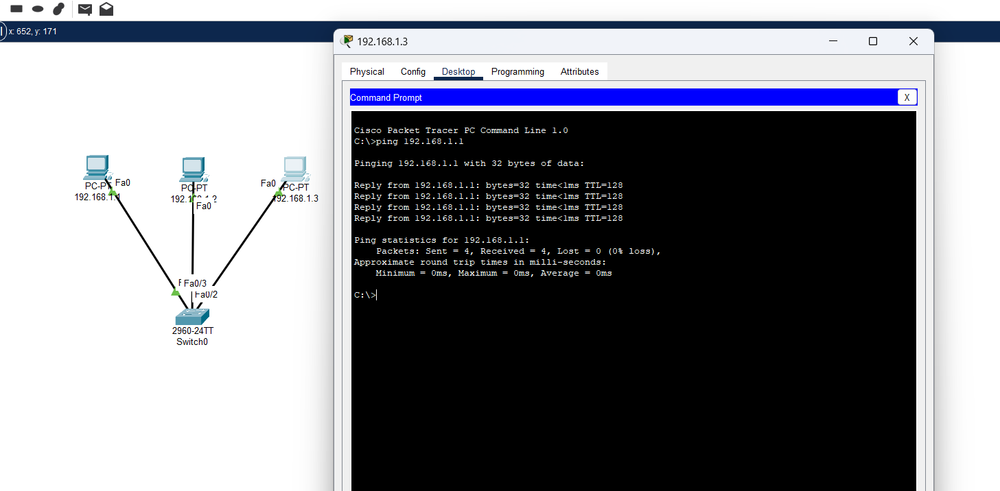 x: 652, y: 171
192.168.1.3
Physical Config Desktop Programming Attributes
Command Prompt
X
Cisco Packet Tracer PC Command Line 1.0
C:\>ping 192.168.1.1
Pinging 192.168.1.1 with 32 bytes of data:
Reply from 192.168.1.1: bytes=32 time<1ms TTL=128
Reply from 192.168.1.1: bytes=32 time<1ms TTL=128
Reply from 192.168.1.1: bytes=32 time<1ms TTL=128
Reply from 192.168.1.1: bytes=32 time<1ms TTL=128
Ping statistics for 192.168.1.1:
Packets: Sent = 4, Received = 4, Lost = 0 (0% loss),
Approximate round trip times in milli-seconds:
Minimum = 0ms, Maximum = 0ms, Average = 0ms
C:\>
Fa0
PC-PT
192.168.1.1
PC-PT
Fa0
Fa0
PC-PT
192.168.1.3
Fa0/3
Fa0/2
2960-24TT
Switch0